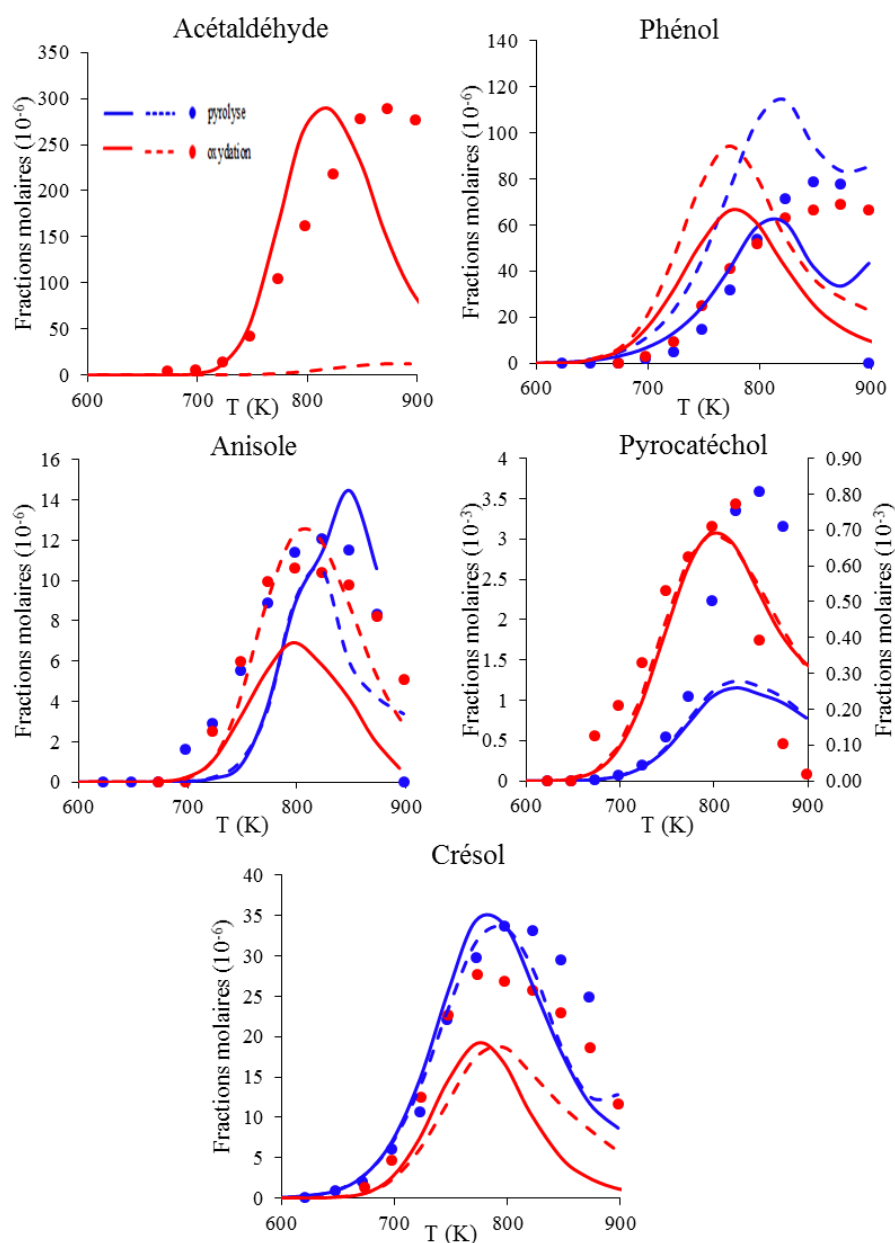 Acétaldéhyde
Fractions molaires (10-6)
350
300
250
200
150
100
50
0
pyrolyse
oxydation
600 700 800 900
T (K)
Phénol
Fractions molaires (10-6)
140
120
100
80
60
40
20
0
600 700 800 900
T (K)
Anisole
Fractions molaires (10-6)
16
14
12
10
8
6
4
2
0
600 700 800 900
T (K)
Pyrocatéchol
Fractions molaires (10-3)
4
3.5
3
2.5
2
1.5
1
0.5
0
0.90
0.80
0.70
0.60
0.50
0.40
0.30
0.20
0.10
0.00
Fractions molaires (10-3)
600 700 800 900
T (K)
Crésol
Fractions molaires (10-6)
40
35
30
25
20
15
10
5
0
600 700 800 900
T (K)